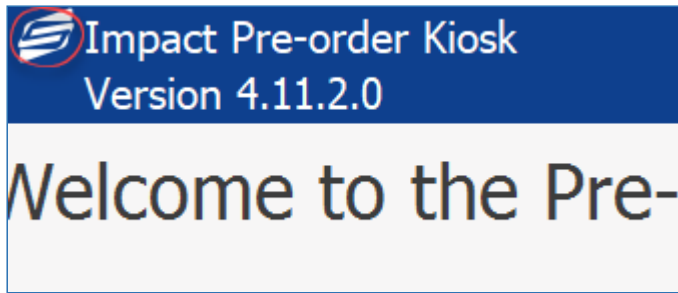 Impact Pre-order Kiosk
Version 4.11.2.0
Welcome to the Pre-